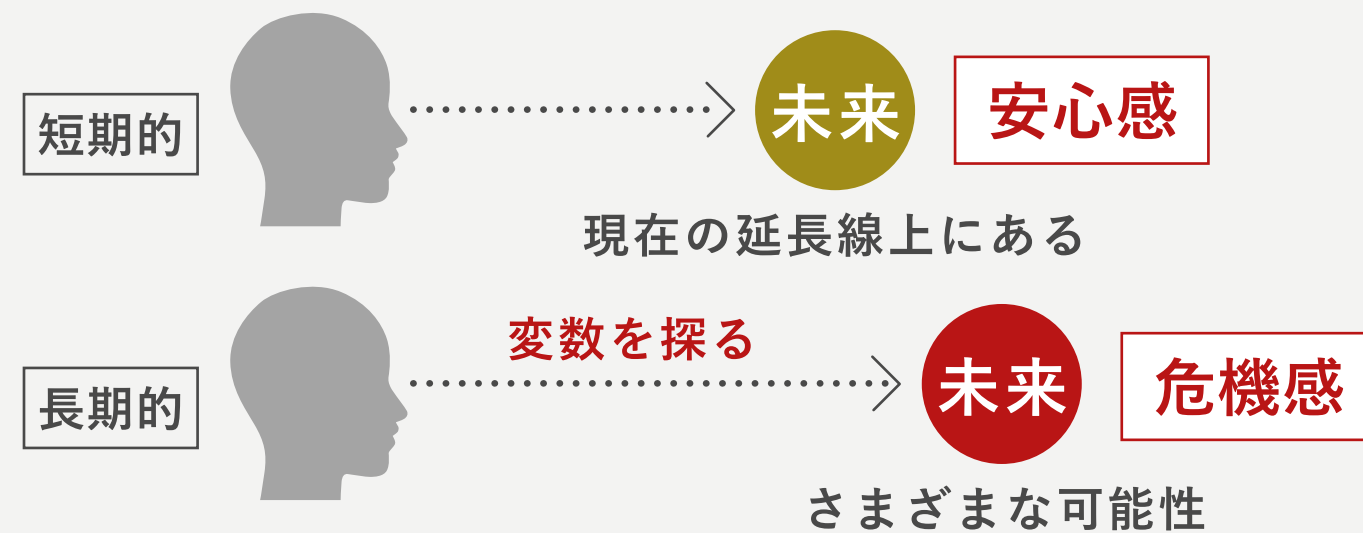 短期的
未来
安心感
現在の延長線上にある
長期的
変数を探る
未来
危機感
さまざまな可能性